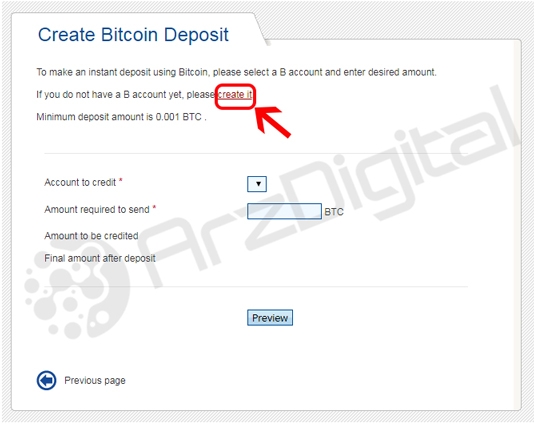 Create Bitcoin Deposit
To make an instant deposit using Bitcoin, please select a B account and enter desired amount.
If you do not have a B account yet, please create it
Minimum deposit amount is 0.001 BTC .
Account to credit *
Amount required to send * BTC
Amount to be credited
Final amount after deposit
Preview
Previous page
ArzDigital